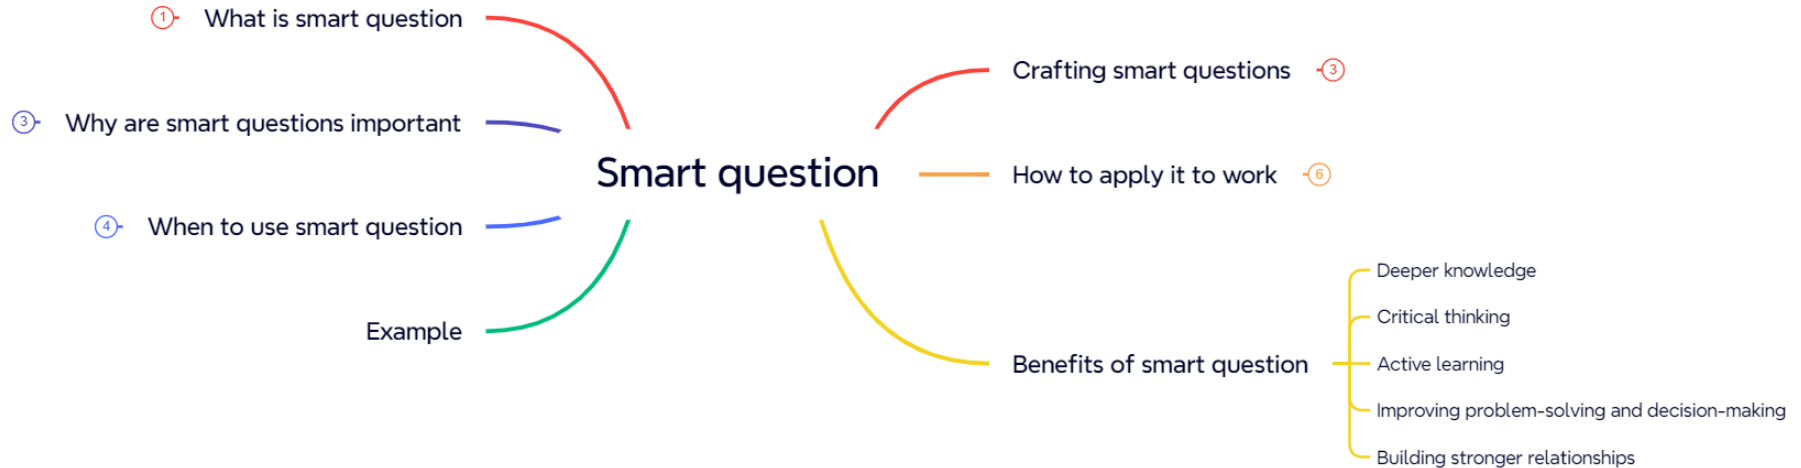 1
What is smart question
3
Why are smart questions important
4
When to use smart question
Example
Smart question
Crafting smart questions
3
How to apply it to work
6
Benefits of smart question
Deeper knowledge
Critical thinking
Active learning
Improving problem-solving and decision-making
Building stronger relationships